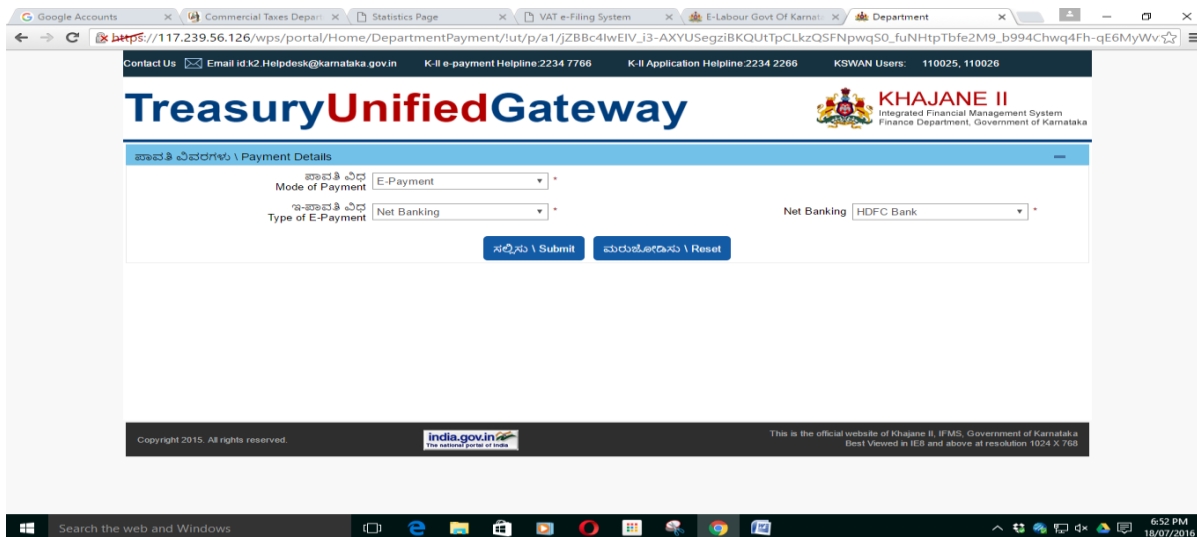 Google Accounts
Commercial Taxes Depart
Statistics Page
VAT e-Filing System
E-Labour Govt Of Karnat
Department
https://117.239.56.126/wps/portal/Home/DepartmentPayment/!ut/p/a1/jZBBc4IwEIV_i3-AXYUSegziBKQUtTpCLkzQSFNpwqS0_fuNHtpTbfe2M9_b994Chwq4Fh-qE6MyWv
Contact Us Email id:k2.Helpdesk@karnataka.gov.in K-II e-payment Helpline:2234 7766 K-II Application Helpline:2234 2266 KSWAN Users: 110025, 110026
TreasuryUnifiedGateway
KHAJANE II
Integrated Financial Management System
Finance Department, Government of Karnataka
ಪಾವತಿ ವಿವರಗಳು \ Payment Details
ಪಾವತಿ ವಿಧ
Mode of Payment E-Payment *
ಇ-ಪಾವತಿ ವಿಧ
Type of E-Payment Net Banking * Net Banking HDFC Bank *
ಸಲ್ಲಿಸು \ Submit ಮರುಜೋಡಿಸು \ Reset
Copyright 2015. All rights reserved.
india.gov.in
The national portal of India
This is the official website of Khajane II, IFMS, Government of Karnataka
Best Viewed in IE8 and above at resolution 1024 X 768
Search the web and Windows
6:52 PM
18/07/2016